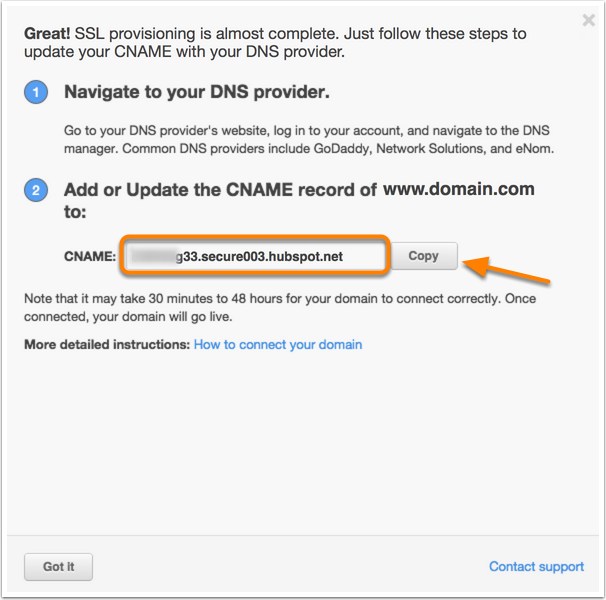 Great! SSL provisioning is almost complete. Just follow these steps to
update your CNAME with your DNS provider.
1 Navigate to your DNS provider.
Go to your DNS provider's website, log in to your account, and navigate to the DNS
manager. Common DNS providers include GoDaddy, Network Solutions, and eNom.
2 Add or Update the CNAME record of www.domain.com
to:
CNAME: g33.secure003.hubspot.net Copy
Note that it may take 30 minutes to 48 hours for your domain to connect correctly. Once
connected, your domain will go live.
More detailed instructions: How to connect your domain
Got it Contact support